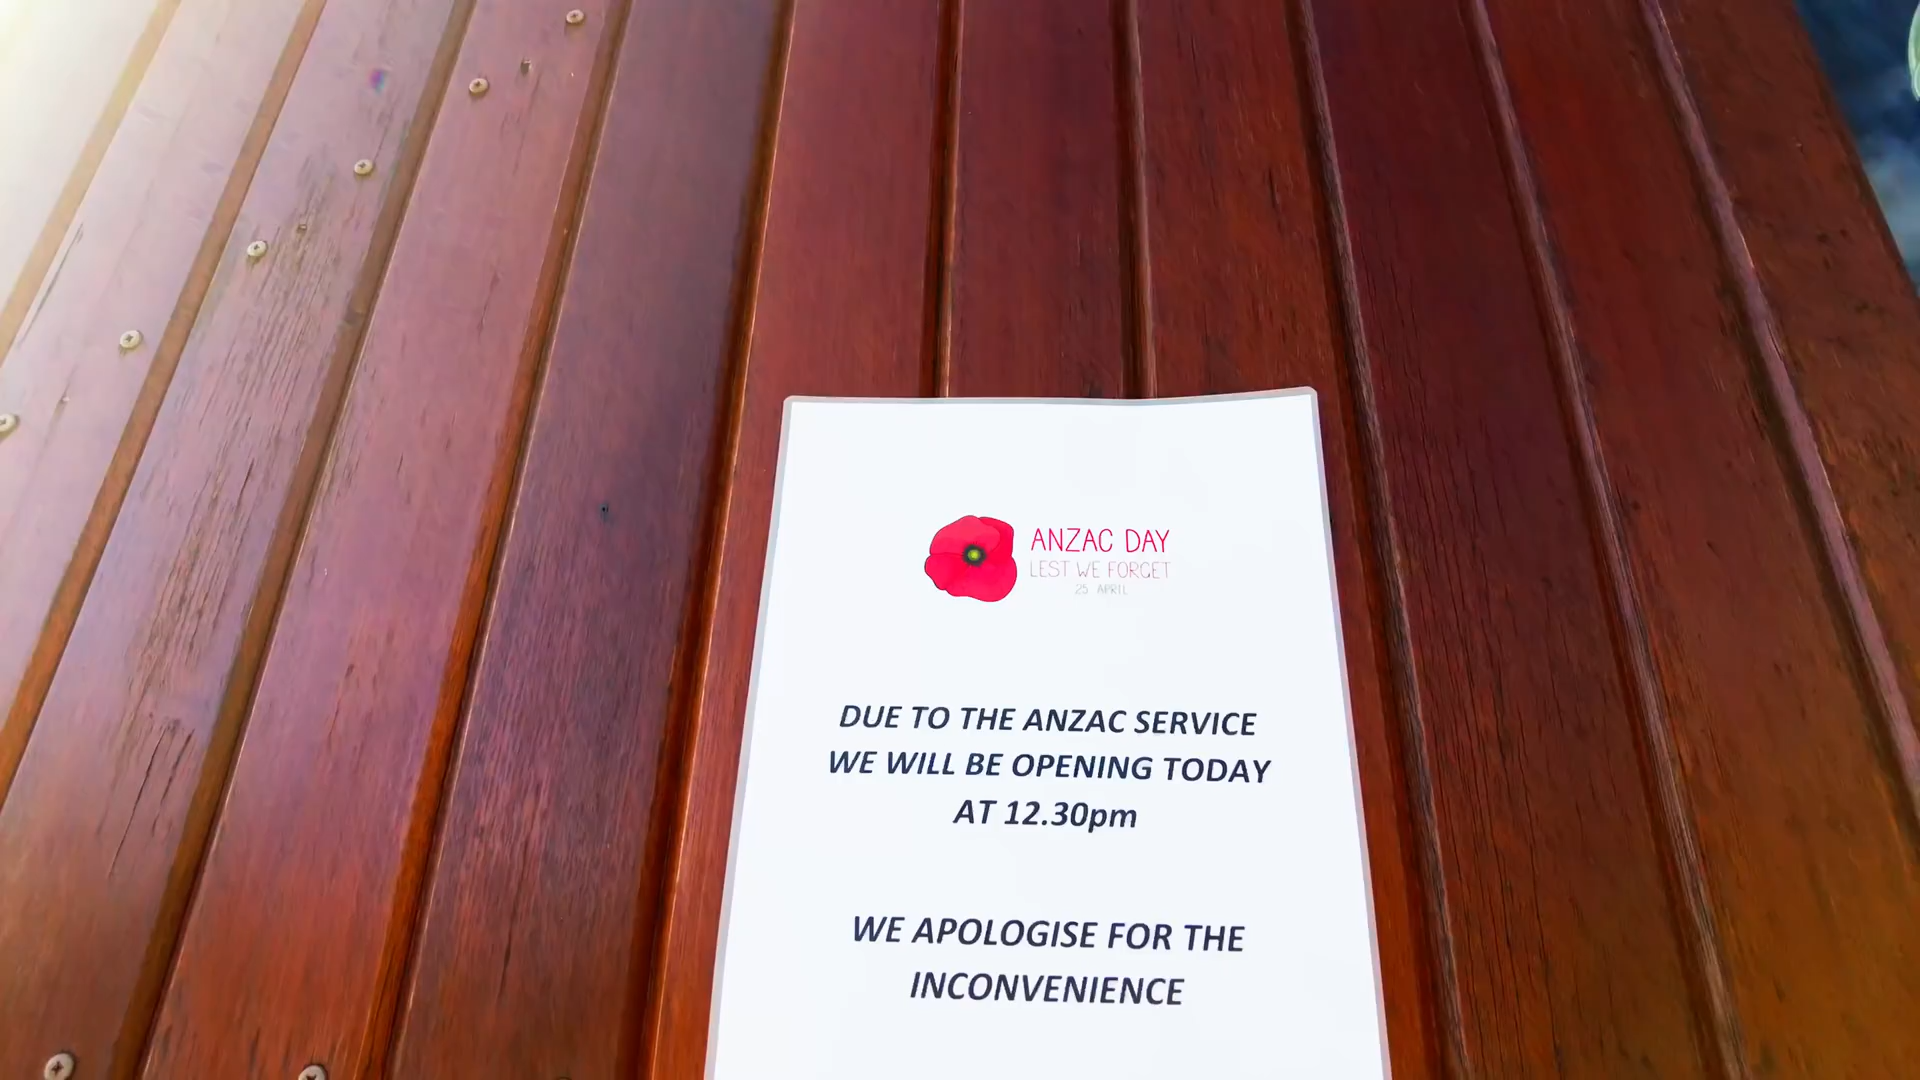 ANZAC DAY
LEST WE FORGET
25 APRIL
DUE TO THE ANZAC SERVICE
WE WILL BE OPENING TODAY
AT 12.30pm
WE APOLOGISE FOR THE
INCONVENIENCE